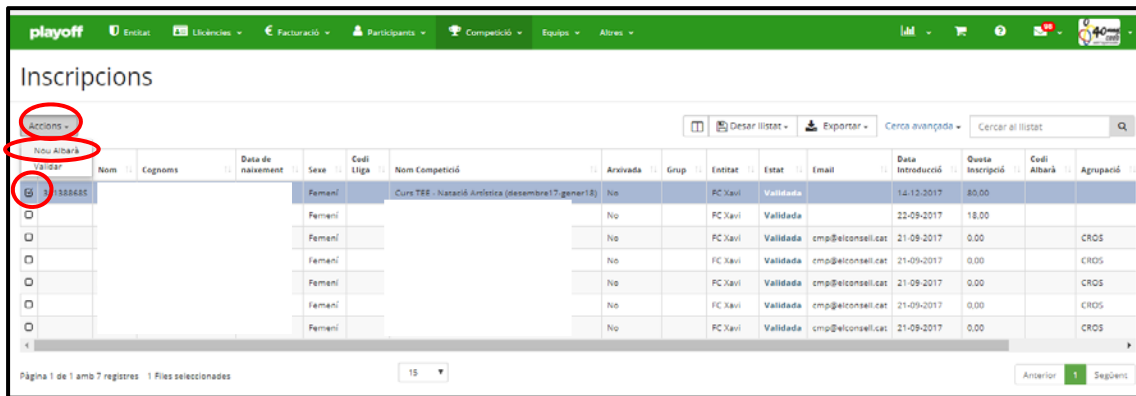 playoff Entitat Llicències Facturació Participants Competició Equips Altres 98 40
Inscripcions
Accions Desar llistat Exportar Cerca avançada Cercar al llistat
Nou Albarà
Validar
Nom Cognoms Data de naixement Sexe Codi Lliga Nom Competició Arxivada Grup Entitat Estat Email Data Introducció Quota Inscripció Codi Albarà Agrupació
1388685 Femení Curs TEE - Natació Artística (desembre17-gener18) No FC Xavi Validada 14-12-2017 80,00
Femení No FC Xavi Validada 22-09-2017 18,00
Femení No FC Xavi Validada cmp@elconsell.cat 21-09-2017 0,00 CROS
Femení No FC Xavi Validada cmp@elconsell.cat 21-09-2017 0,00 CROS
Femení No FC Xavi Validada cmp@elconsell.cat 21-09-2017 0,00 CROS
Femení No FC Xavi Validada cmp@elconsell.cat 21-09-2017 0,00 CROS
Femení No FC Xavi Validada cmp@elconsell.cat 21-09-2017 0,00 CROS
Pàgina 1 de 1 amb 7 registres 1 Files seleccionades 15 Anterior 1 Següent